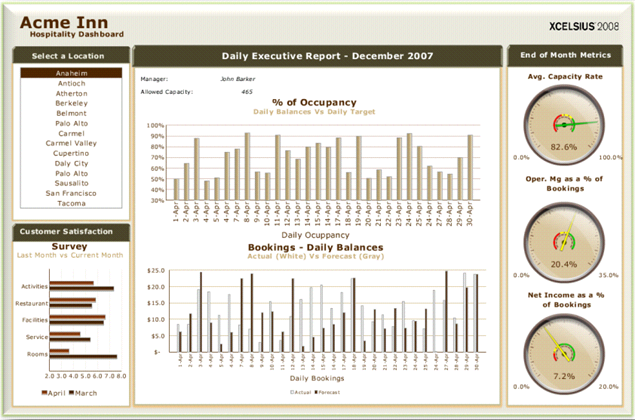 Acme Inn
Hospitality Dashboard
XCELSIUS 2008
Select a Location
Anaheim
Antioch
Atherton
Berkeley
Belmont
Palo Alto
Carmel
Carmel Valley
Cupertino
Daly City
Palo Alto
Sausalito
San Francisco
Tacoma
Customer Satisfaction
Survey
Last Month vs Current Month
Activities
Restaurant
Facilities
Service
Rooms
2.0 3.0 4.0 5.0 6.0 7.0 8.0
April March
Daily Executive Report - December 2007
Manager: John Barker
Allowed Capacity: 465
% of Occupancy
Daily Balances Vs Daily Target
100%
90%
80%
70%
60%
50%
40%
30%
Daily Occupancy
Bookings - Daily Balances
Actual (White) Vs Forecast (Gray)
$25.0
$20.0
$15.0
$10.0
$5.0
$-
Daily Bookings
Actual Forecast
End of Month Metrics
Avg. Capacity Rate
82.6%
0.0% 100.0%
Oper. Mg as a % of
Bookings
20.4%
0.0% 35.0%
Net Income as a %
of Bookings
7.2%
0.0% 20.0%